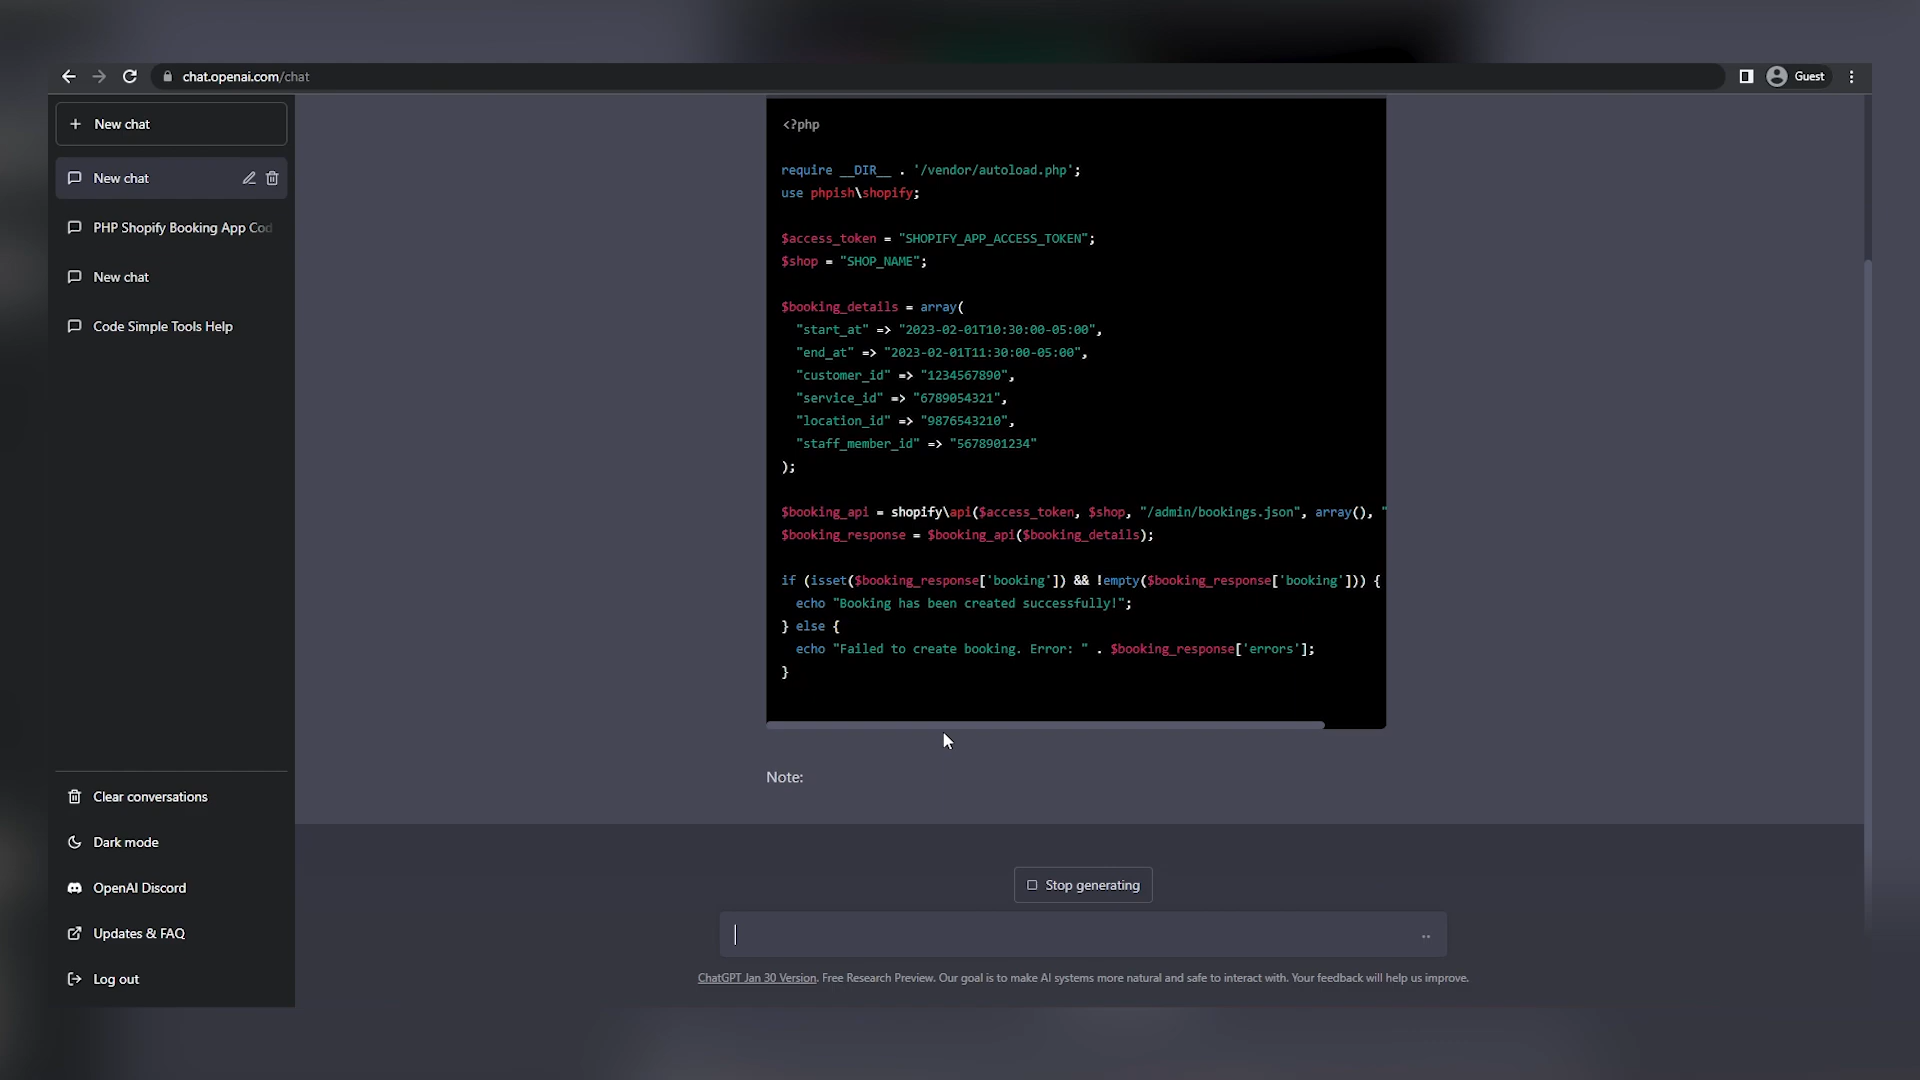 chat.openai.com/chat
Guest
New chat
New chat
PHP Shopify Booking App Cod
New chat
Code Simple Tools Help
<?php
require __DIR__ . '/vendor/autoload.php';
use phpish\shopify;
$access_token = "SHOPIFY_APP_ACCESS_TOKEN";
$shop = "SHOP_NAME";
$booking_details = array(
"start_at" => "2023-02-01T10:30:00-05:00",
"end_at" => "2023-02-01T11:30:00-05:00",
"customer_id" => "1234567890",
"service_id" => "6789054321",
"location_id" => "9876543210",
"staff_member_id" => "5678901234"
);
$booking_api = shopify\api($access_token, $shop, "/admin/bookings.json", array(), "
$booking_response = $booking_api($booking_details);
if (isset($booking_response['booking']) && !empty($booking_response['booking'])) {
echo "Booking has been created successfully!";
} else {
echo "Failed to create booking. Error: " . $booking_response['errors'];
}
Note:
Clear conversations
Dark mode
OpenAI Discord
Updates & FAQ
Log out
Stop generating
ChatGPT Jan 30 Version. Free Research Preview. Our goal is to make AI systems more natural and safe to interact with. Your feedback will help us improve.